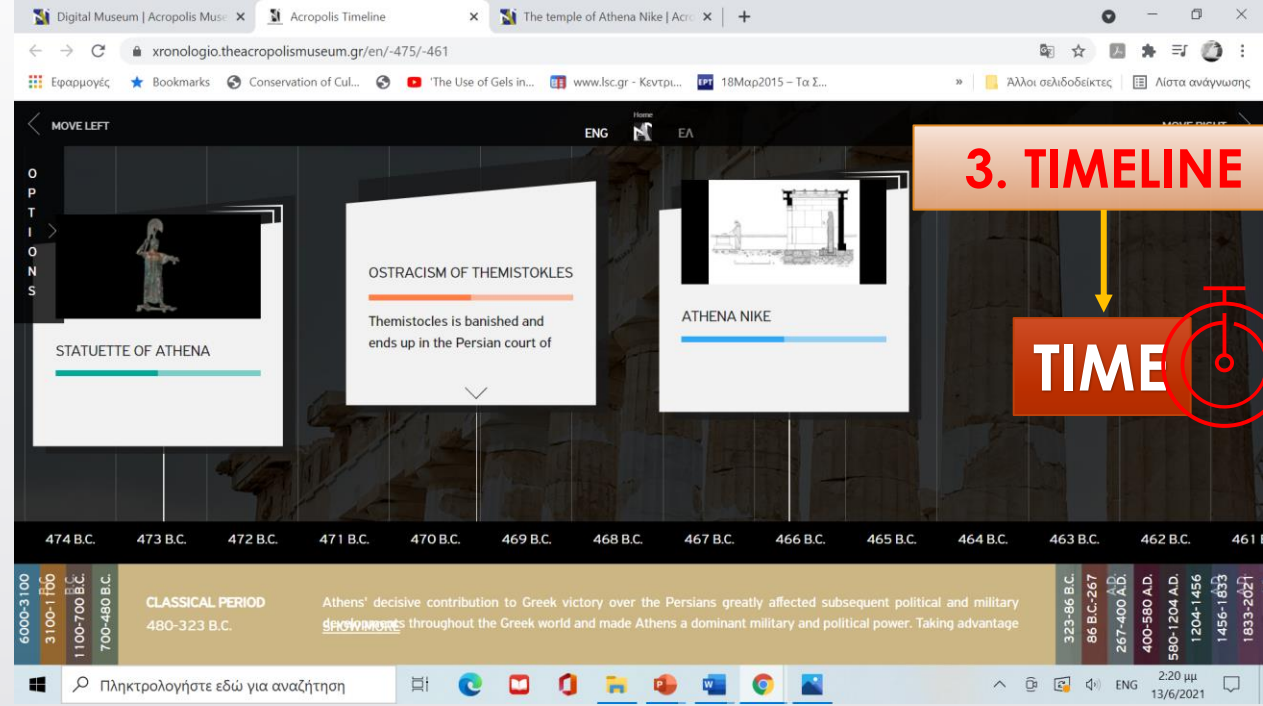 Digital Museum | Acropolis Muse
Acropolis Timeline
The temple of Athena Nike | Acro
xronologio.theacropolismuseum.gr/en/-475/-461
Εφαρμογές
Bookmarks
Conservation of Cul...
'The Use of Gels in...
www.lsc.gr - Κεντρι...
18Μαρ2015 – Τα Σ...
»
Άλλοι σελιδοδείκτες
Λίστα ανάγνωσης
MOVE LEFT
Home
ENG
ΕΛ
MOVE RIGHT
3. TIMELINE
TIME
OPTIONS
STATUETTE OF ATHENA
OSTRACISM OF THEMISTOKLES
Themistocles is banished and
ends up in the Persian court of
ATHENA NIKE
474 B.C. 473 B.C. 472 B.C. 471 B.C. 470 B.C. 469 B.C. 468 B.C. 467 B.C. 466 B.C. 465 B.C. 464 B.C. 463 B.C. 462 B.C. 461
6000-3100
3100-1100 B.C.
1100-700 B.C.
700-480 B.C.
CLASSICAL PERIOD
480-323 B.C.
Athens' decisive contribution to Greek victory over the Persians greatly affected subsequent political and military
developments throughout the Greek world and made Athens a dominant military and political power. Taking advantage
SHOW MORE
323-86 B.C.
86 B.C.-267
267-400 A.D.
400-580 A.D.
580-1204 A.D.
1204-1456
1456-1833
1833-2021
Πληκτρολογήστε εδώ για αναζήτηση
ENG
2:20 μμ
13/6/2021